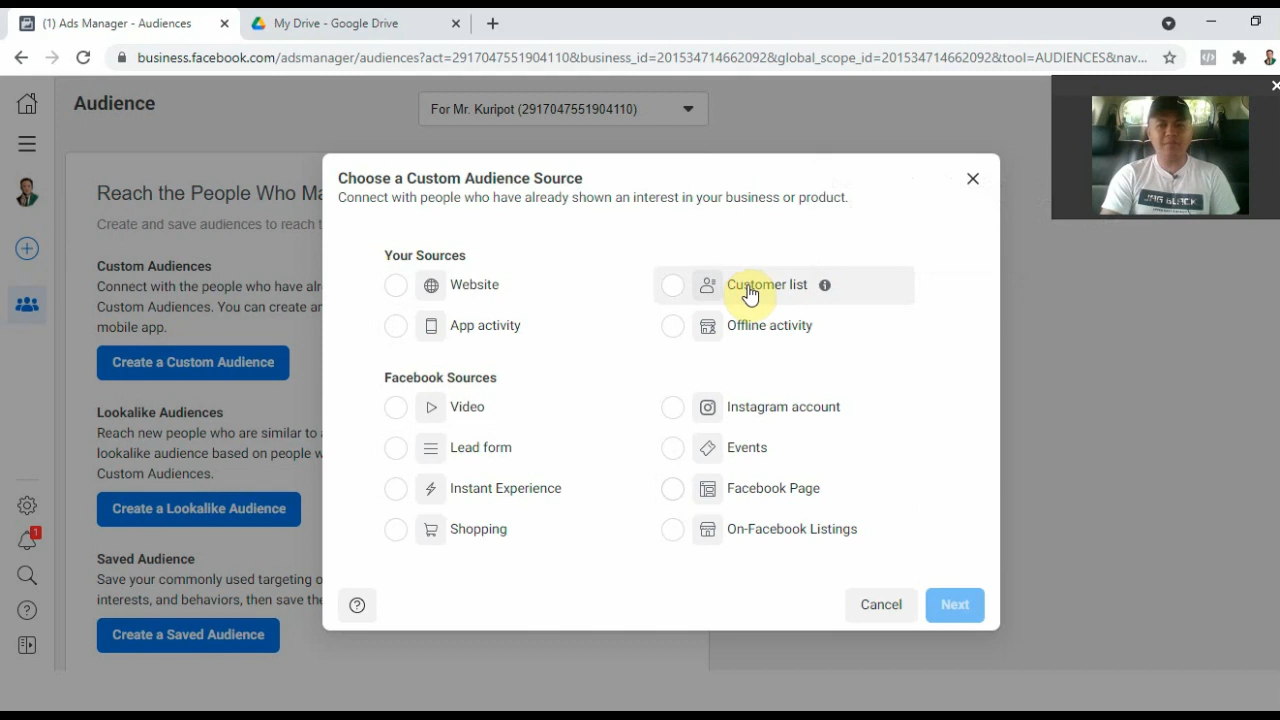 (1) Ads Manager - Audiences
My Drive - Google Drive
business.facebook.com/adsmanager/audiences?act=2917047551904110&business_id=2015347146620928&global_scope_id=2015347146620928&tool=AUDIENCES&nav...
Audience
For Mr. Kuripot (2917047551904110)
Reach the People Who Ma
Create and save audiences to reach t
Custom Audiences
Connect with the people who have alr
Custom Audiences. You can create an
mobile app.
Create a Custom Audience
Lookalike Audiences
Reach new people who are similar to a
lookalike audience based on people w
Custom Audiences.
Create a Lookalike Audience
Saved Audience
Save your commonly used targeting o
interests, and behaviors, then save the
Create a Saved Audience
1
Choose a Custom Audience Source
Connect with people who have already shown an interest in your business or product.
Your Sources
Website
Customer list
App activity
Offline activity
Facebook Sources
Video
Instagram account
Lead form
Events
Instant Experience
Facebook Page
Shopping
On-Facebook Listings
Cancel
Next